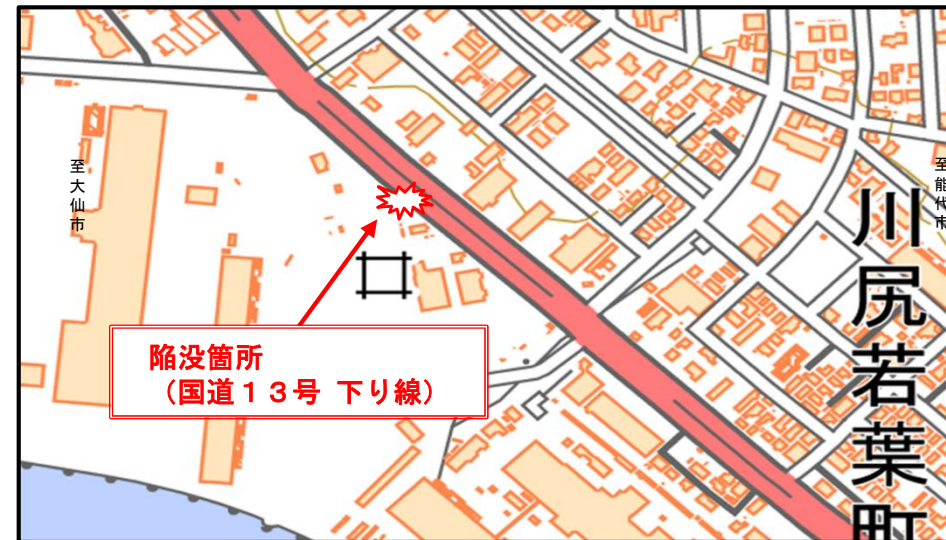 至大仙市
至能代市
川尻若葉町
陥没箇所
（国道１３号 下り線）